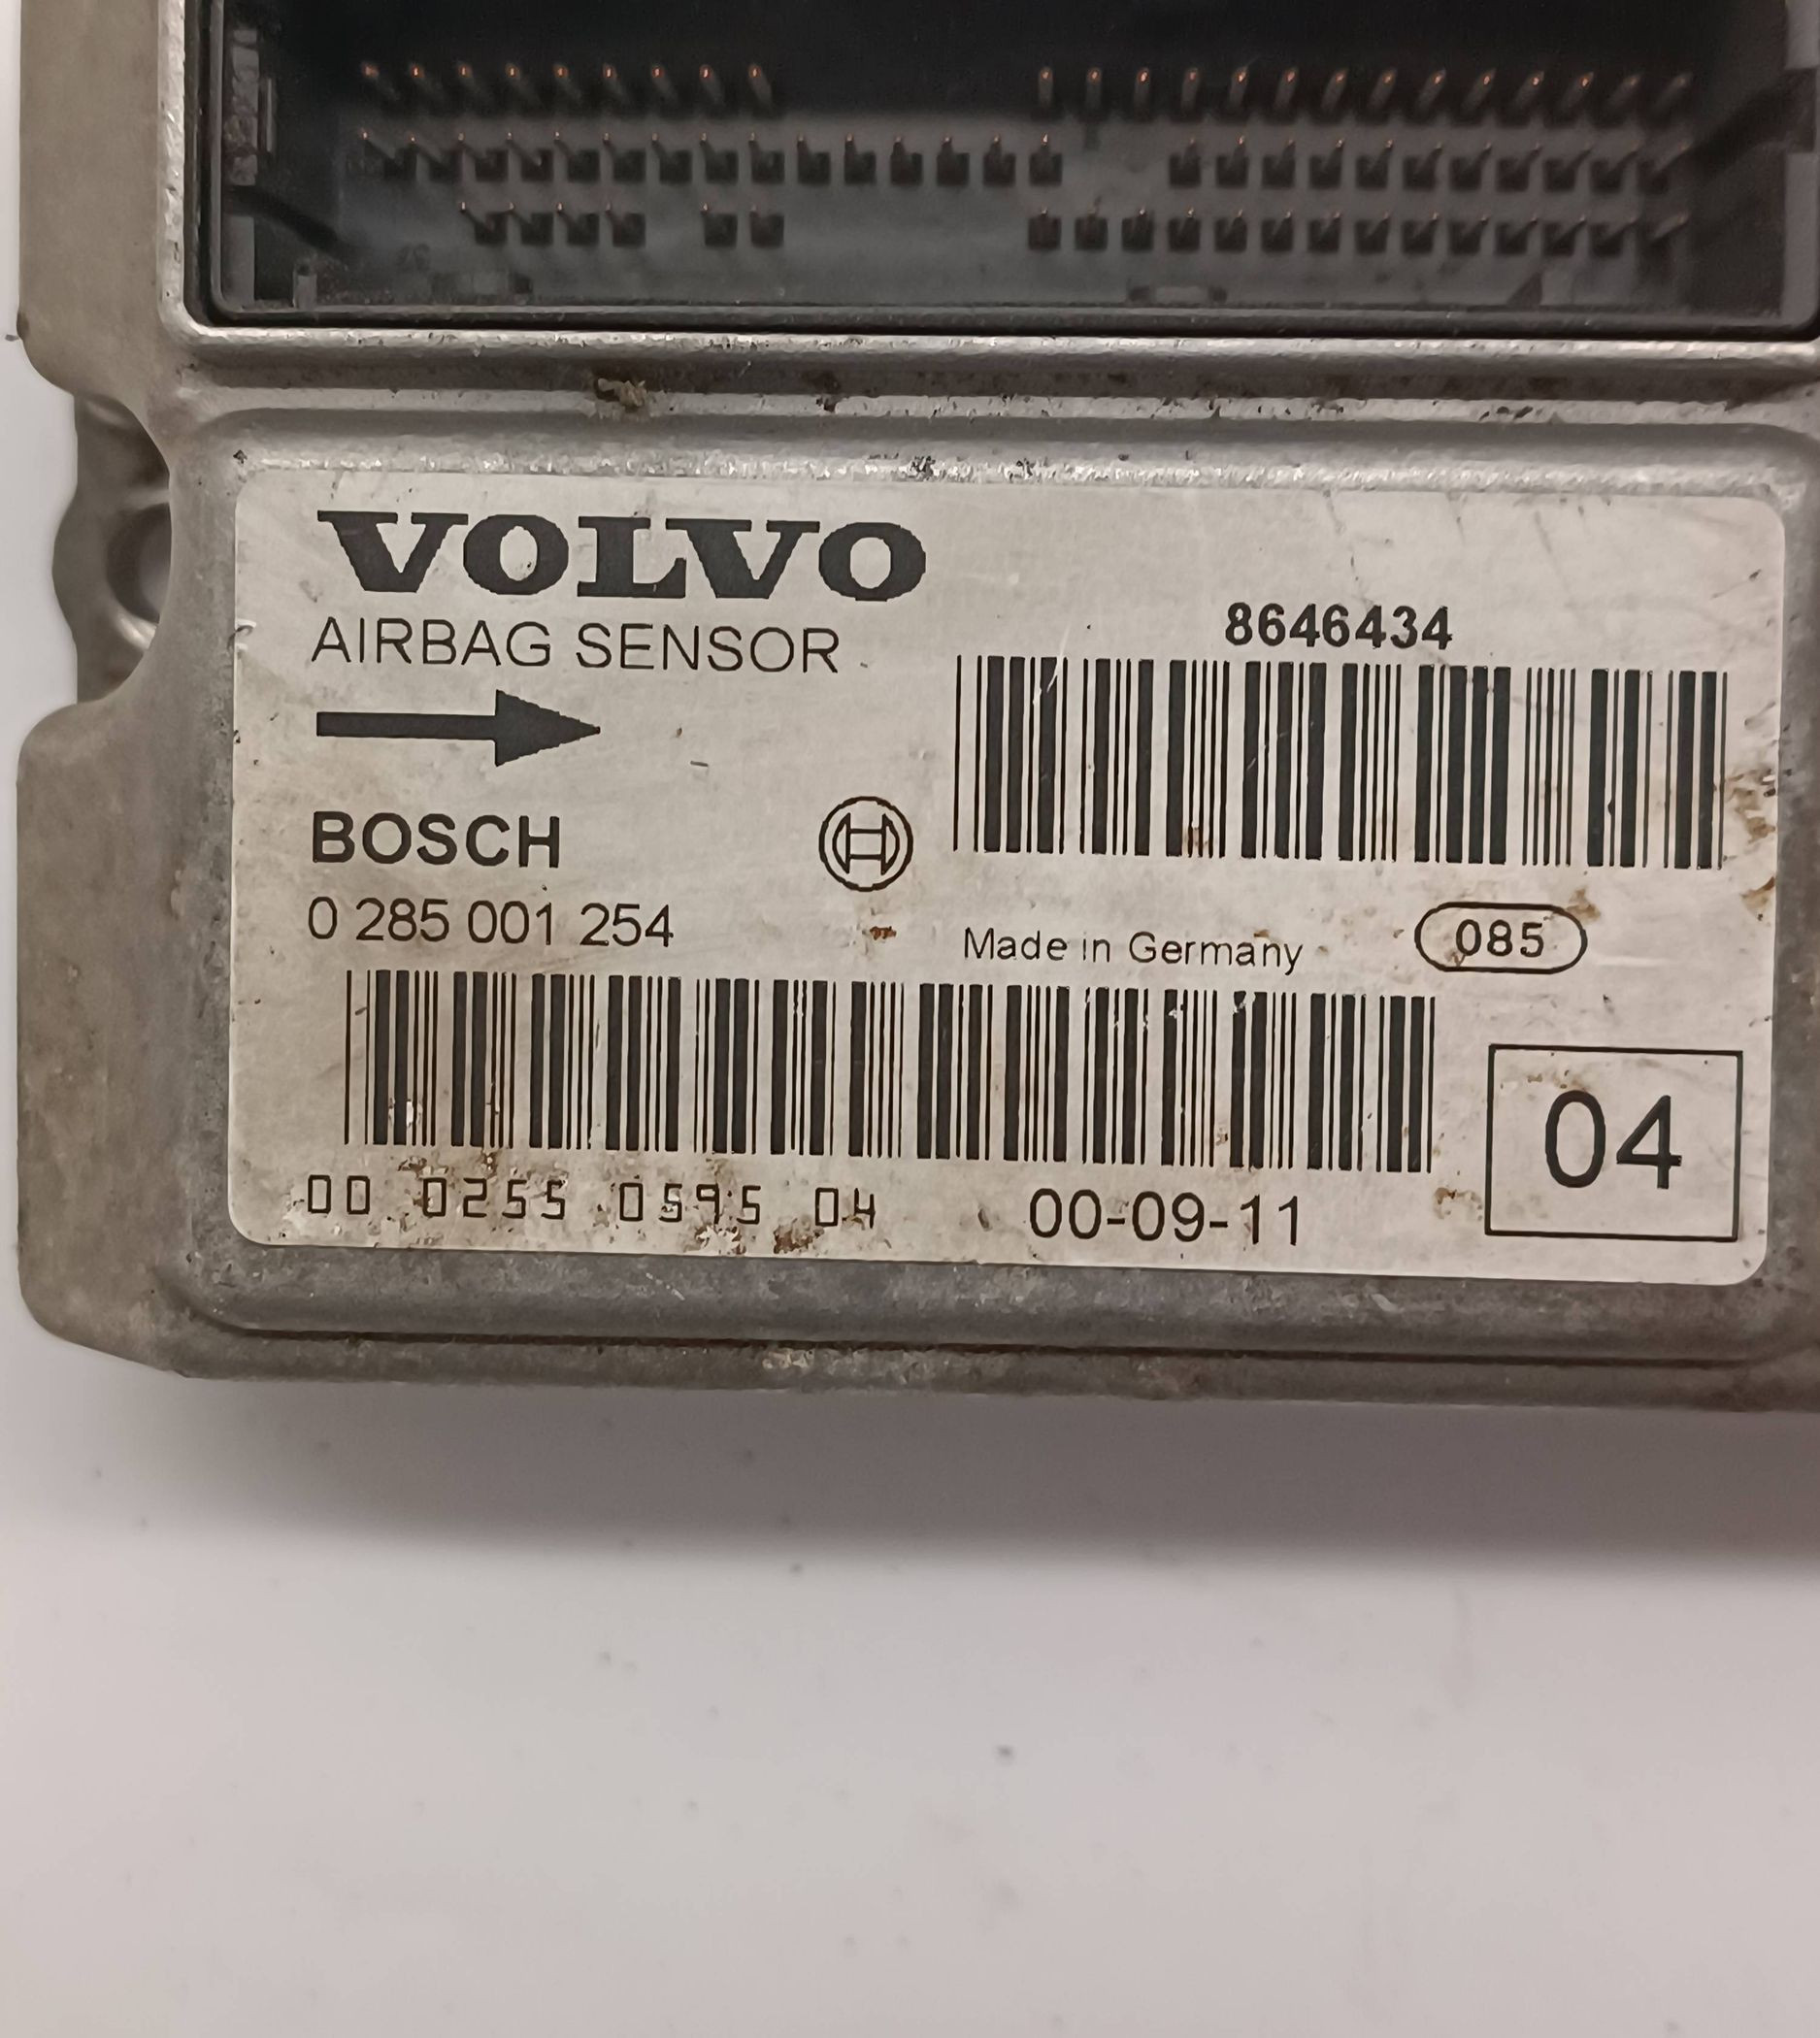 VOLVO
AIRBAG SENSOR
8646434
BOSCH
0 285 001 254
Made in Germany
085
04
00 0255 0595 04
00-09-11